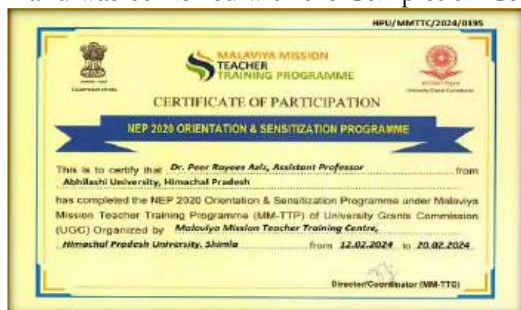 HPU/MMTTC/2024/0195
MALAVIYA MISSION
TEACHER
TRAINING PROGRAMME
CERTIFICATE OF PARTICIPATION
NEP 2020 ORIENTATION & SENSITIZATION PROGRAMME
This is to certify that Dr. Peer Rayees Aziz, Assistant Professor from
Abhilashi University, Himachal Pradesh
has completed the NEP 2020 Orientation & Sensitization Programme under Malaviya
Mission Teacher Training Programme (MM-TTP) of University Grants Commission
(UGC) Organized by Malaviya Mission Teacher Training Centre,
Himachal Pradesh University, Shimla from 12.02.2024 to 20.02.2024
Director/Coordinator (MM-TTC)